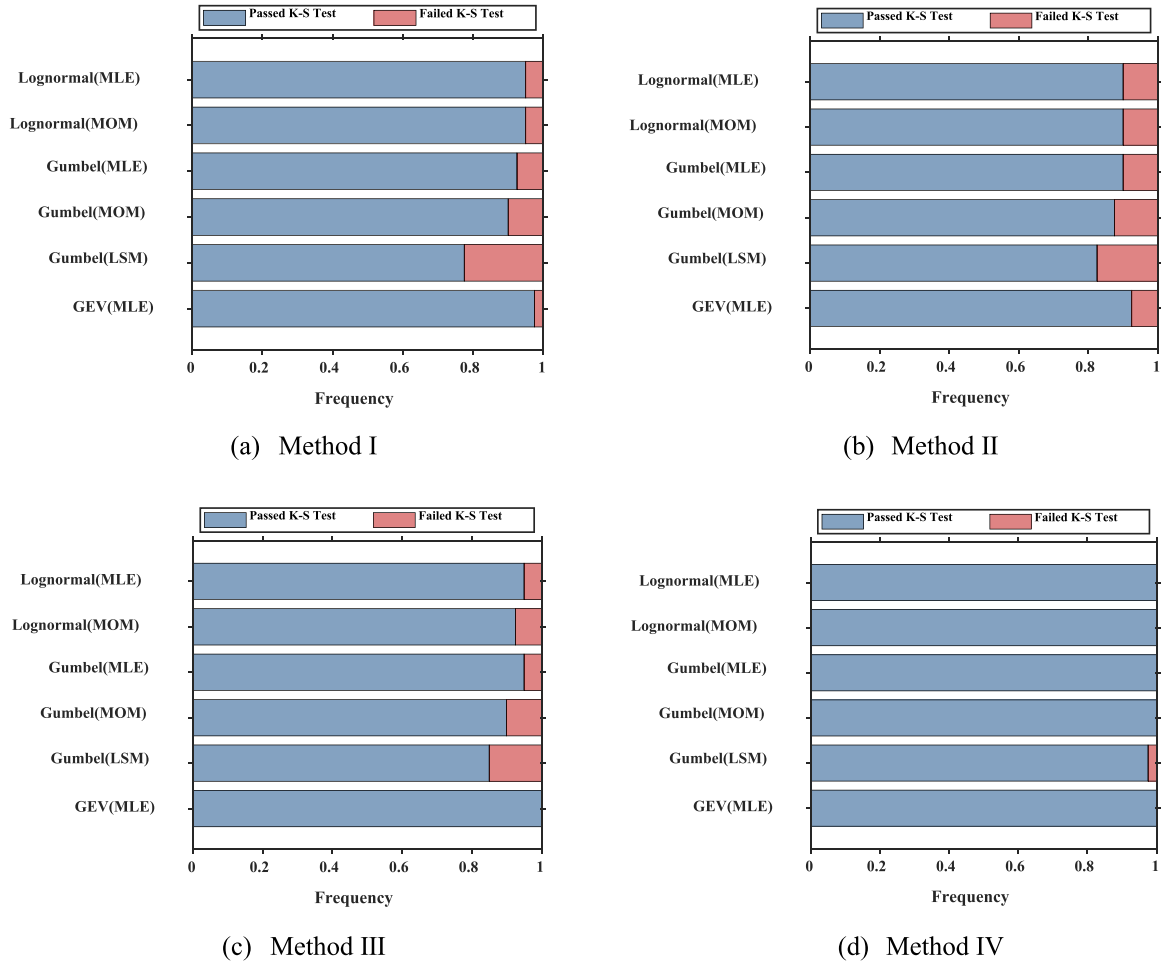 Passed K-S Test Failed K-S Test
Lognormal(MLE)
Lognormal(MOM)
Gumbel(MLE)
Gumbel(MOM)
Gumbel(LSM)
GEV(MLE)
0 0.2 0.4 0.6 0.8 1
Frequency
(a) Method I
Passed K-S Test Failed K-S Test
Lognormal(MLE)
Lognormal(MOM)
Gumbel(MLE)
Gumbel(MOM)
Gumbel(LSM)
GEV(MLE)
0 0.2 0.4 0.6 0.8 1
Frequency
(b) Method II
Passed K-S Test Failed K-S Test
Lognormal(MLE)
Lognormal(MOM)
Gumbel(MLE)
Gumbel(MOM)
Gumbel(LSM)
GEV(MLE)
0 0.2 0.4 0.6 0.8 1
Frequency
(c) Method III
Passed K-S Test Failed K-S Test
Lognormal(MLE)
Lognormal(MOM)
Gumbel(MLE)
Gumbel(MOM)
Gumbel(LSM)
GEV(MLE)
0 0.2 0.4 0.6 0.8 1
Frequency
(d) Method IV